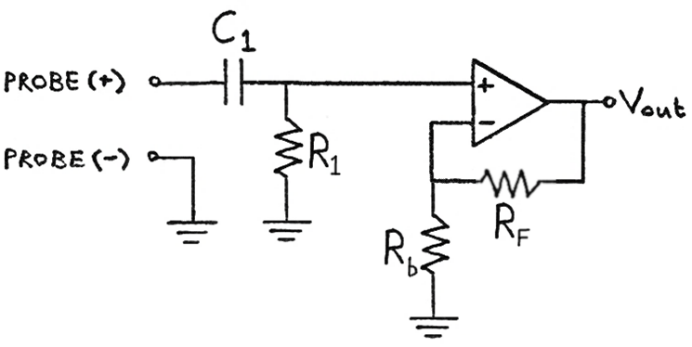 C1
PROBE (+)
+
Vout
PROBE (-)
-
R1
RF
Rb